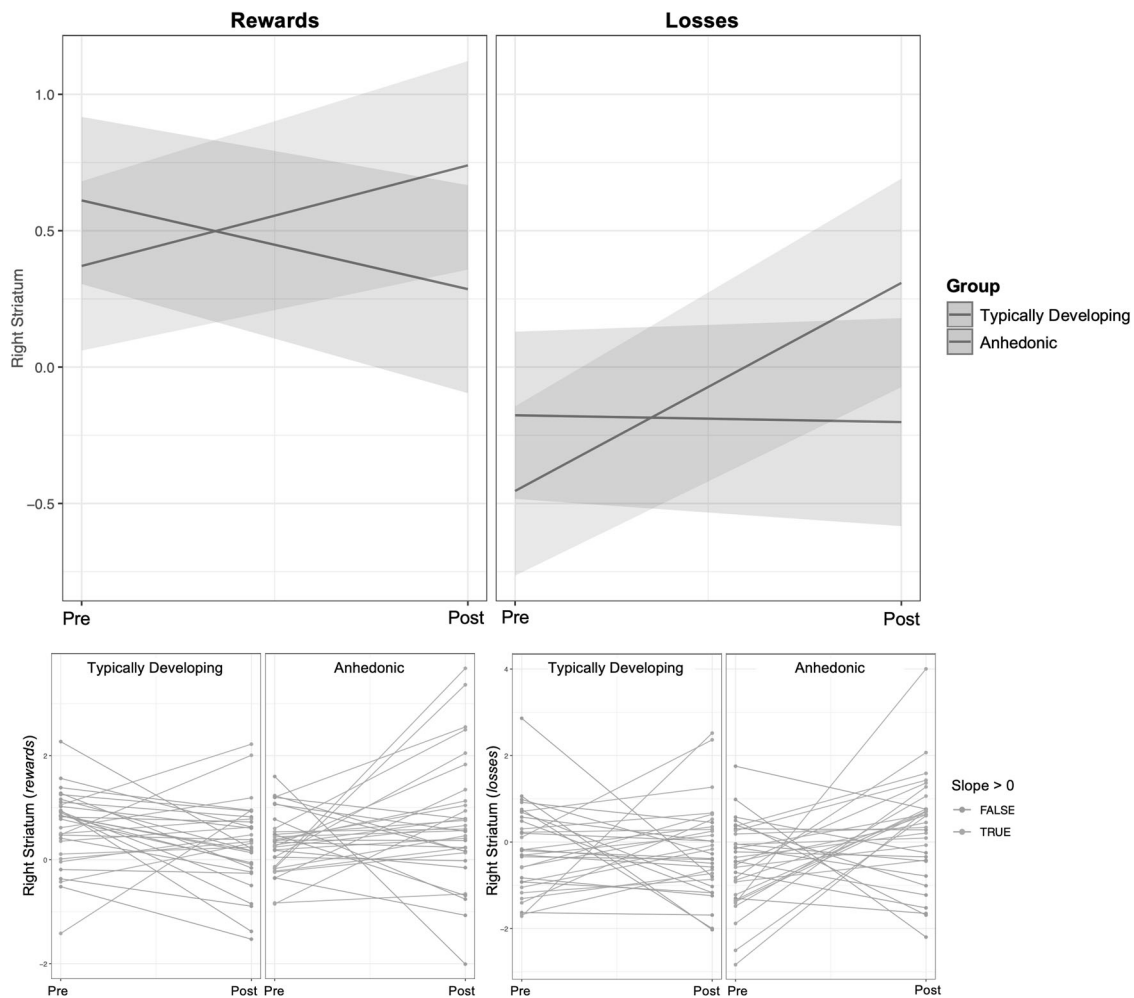 Rewards
Losses
Right Striatum
1.0
0.5
0.0
−0.5
Pre
Post
Pre
Post
Group
Typically Developing
Anhedonic
Typically Developing
Anhedonic
Right Striatum (rewards)
2
0
−2
Pre
Post
Pre
Post
Typically Developing
Anhedonic
Right Striatum (losses)
4
2
0
−2
Pre
Post
Pre
Post
Slope > 0
FALSE
TRUE